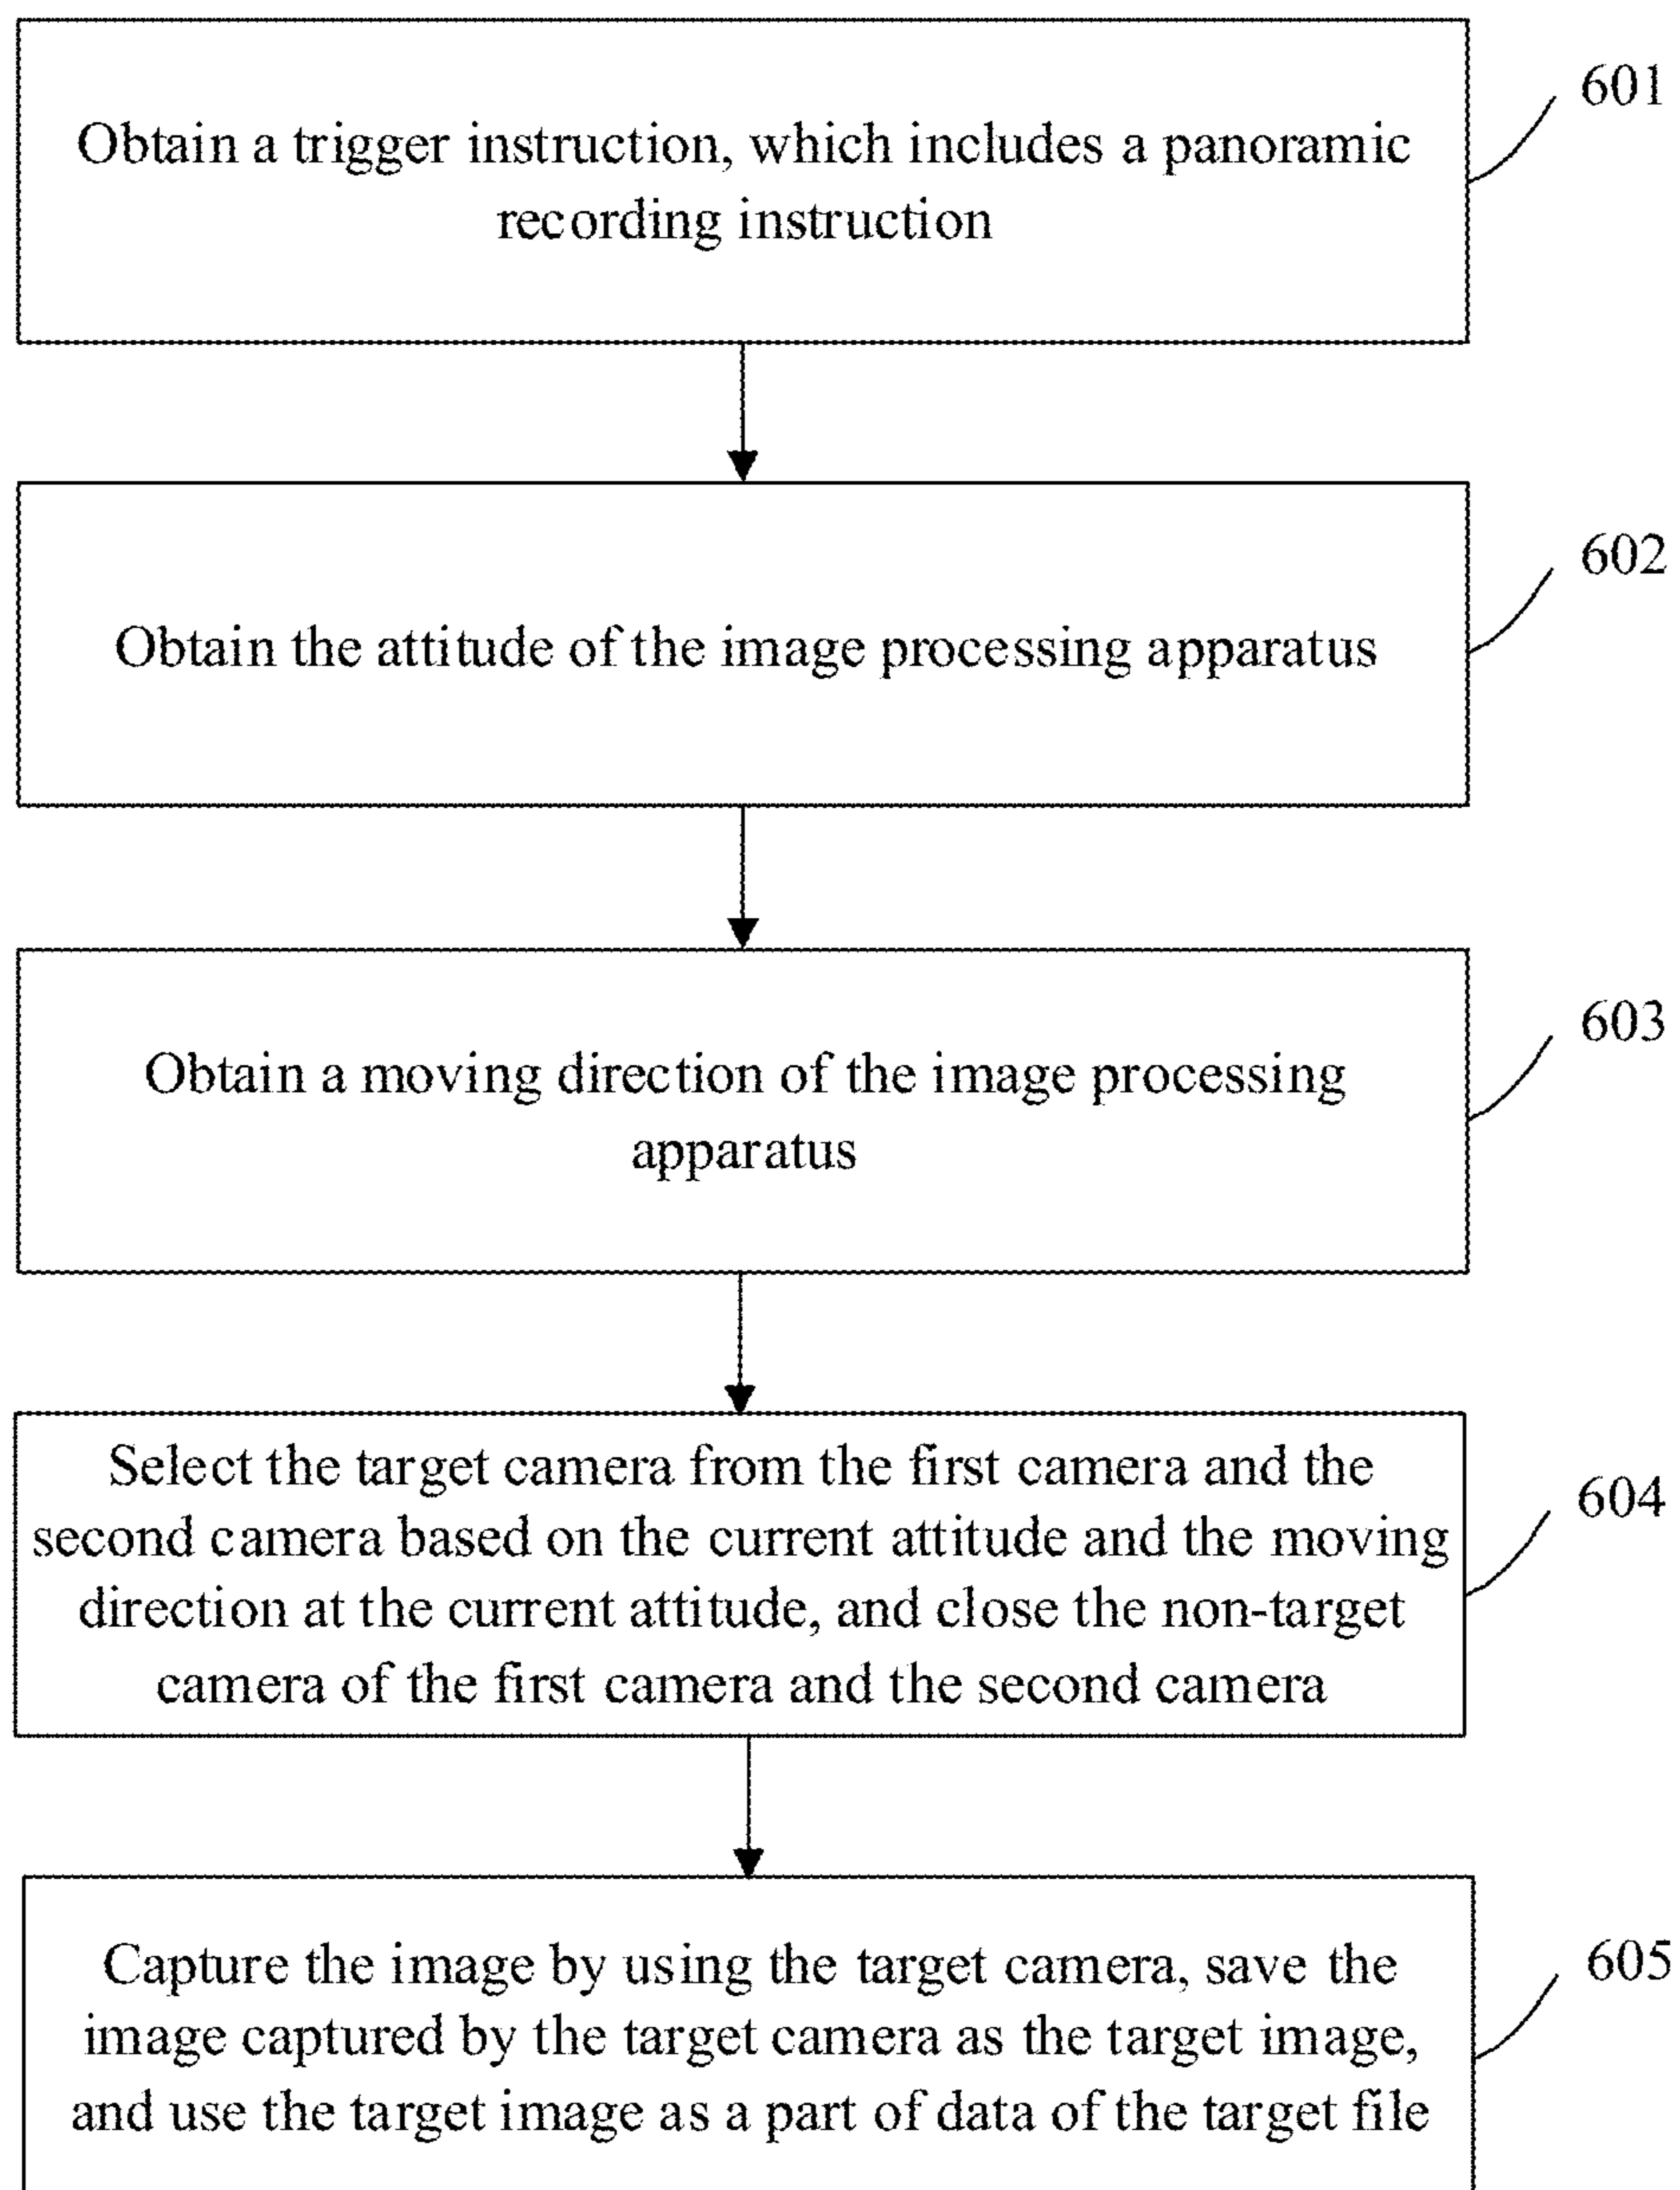 Obtain a trigger instruction, which includes a panoramic
recording instruction
601
Obtain the attitude of the image processing apparatus
602
Obtain a moving direction of the image processing
apparatus
603
Select the target camera from the first camera and the
second camera based on the current attitude and the moving
direction at the current attitude, and close the non-target
camera of the first camera and the second camera
604
Capture the image by using the target camera, save the
image captured by the target camera as the target image,
and use the target image as a part of data of the target file
605